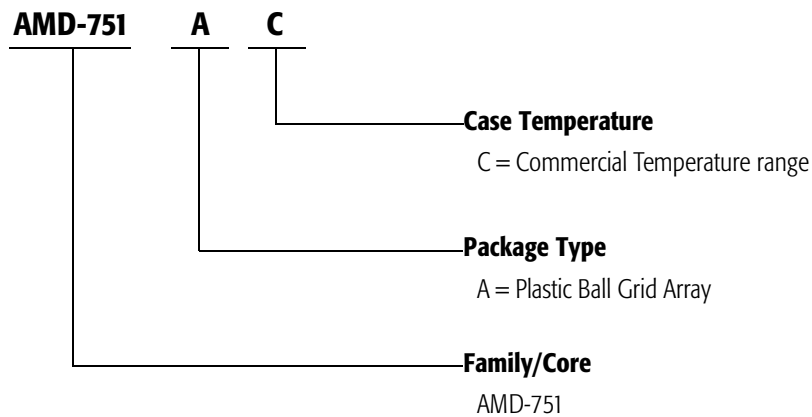 AMD-751 A C
Case Temperature
C = Commercial Temperature range
Package Type
A = Plastic Ball Grid Array
Family/Core
AMD-751